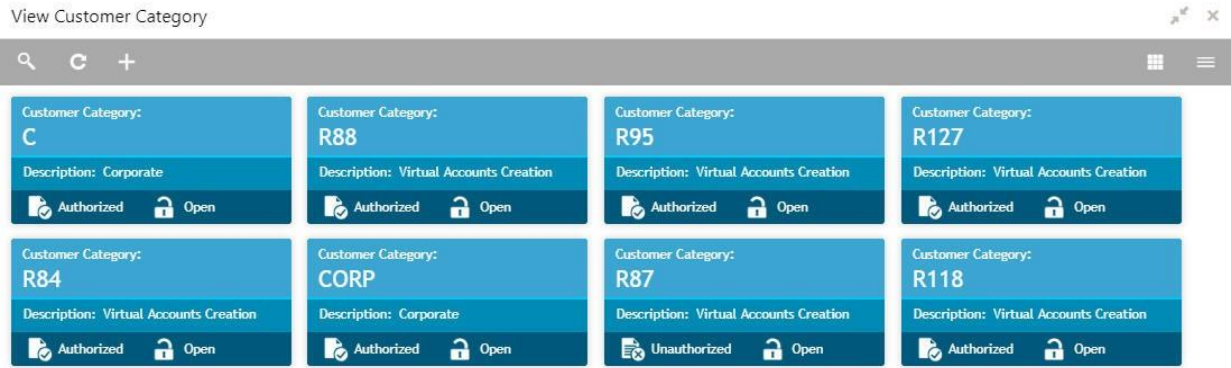 View Customer Category
Customer Category:
C
Description: Corporate
Authorized Open
Customer Category:
R88
Description: Virtual Accounts Creation
Authorized Open
Customer Category:
R95
Description: Virtual Accounts Creation
Authorized Open
Customer Category:
R127
Description: Virtual Accounts Creation
Authorized Open
Customer Category:
R84
Description: Virtual Accounts Creation
Authorized Open
Customer Category:
CORP
Description: Corporate
Authorized Open
Customer Category:
R87
Description: Virtual Accounts Creation
Unauthorized Open
Customer Category:
R118
Description: Virtual Accounts Creation
Authorized Open